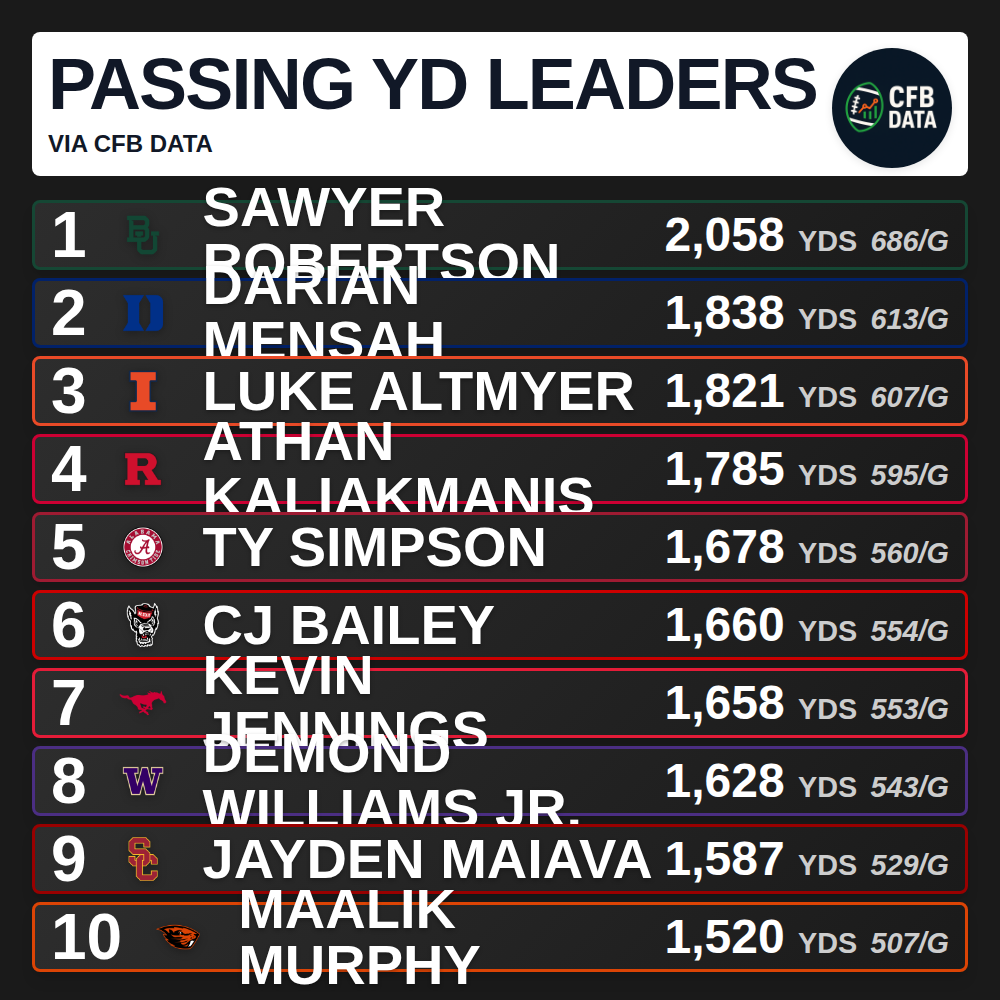 PASSING YD LEADERS
VIA CFB DATA
CFB
DATA
1 SAWYER
ROBERTSON 2,058 YDS 686/G
2 DARIAN
MENSAH 1,838 YDS 613/G
3 LUKE ALTMYER 1,821 YDS 607/G
4 ATHAN
KALIAKMANIS 1,785 YDS 595/G
5 TY SIMPSON 1,678 YDS 560/G
6 CJ BAILEY 1,660 YDS 554/G
7 KEVIN
JENNINGS 1,658 YDS 553/G
8 DEMOND
WILLIAMS JR. 1,628 YDS 543/G
9 JAYDEN MAIAVA 1,587 YDS 529/G
10 MAALIK
MURPHY 1,520 YDS 507/G